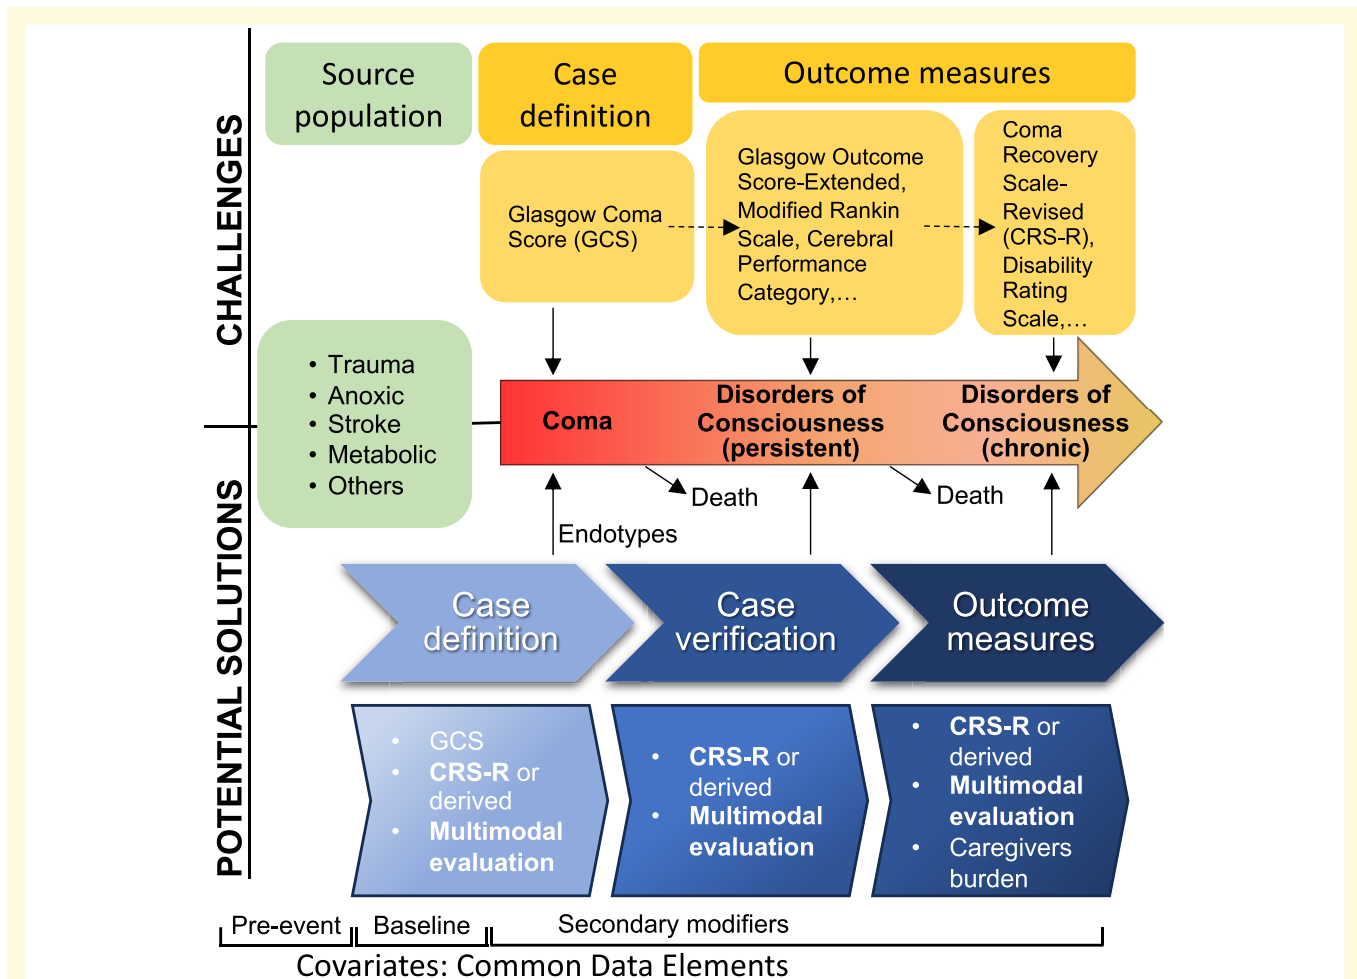 CHALLENGES
POTENTIAL SOLUTIONS
Source
population
Case
definition
Outcome measures
Glasgow Coma
Score (GCS)
Glasgow Outcome
Score-Extended,
Modified Rankin
Scale, Cerebral
Performance
Category,...
Coma
Recovery
Scale-
Revised
(CRS-R),
Disability
Rating
Scale,...
• Trauma
• Anoxic
• Stroke
• Metabolic
• Others
Coma
Disorders of
Consciousness
(persistent)
Disorders of
Consciousness
(chronic)
Death
Death
Endotypes
Case
definition
Case
verification
Outcome
measures
• GCS
• CRS-R or
derived
• Multimodal
evaluation
• CRS-R or
derived
• Multimodal
evaluation
• CRS-R or
derived
• Multimodal
evaluation
• Caregivers
burden
Pre-event
Baseline
Secondary modifiers
Covariates: Common Data Elements